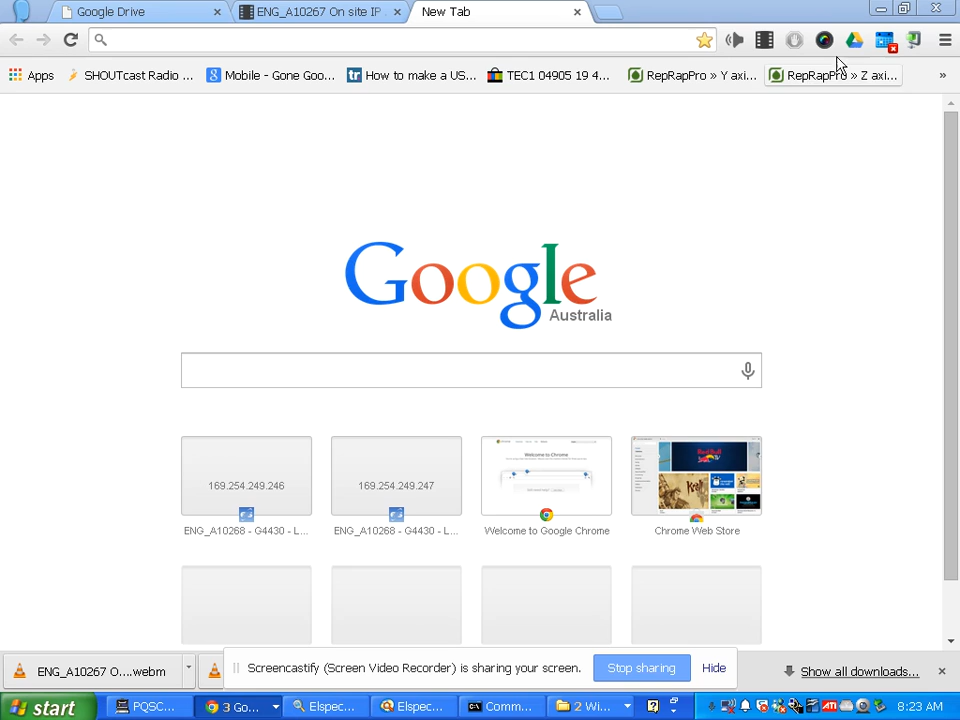 Google Drive
ENG_A10267 On site IP
New Tab
Apps
SHOUTcast Radio ...
Mobile - Gone Goo...
How to make a US...
TEC1 04905 19 4...
RepRapPro » Y axi...
RepRapPro » Z axi...
»
Google
Australia
169.254.249.246
169.254.249.247
ENG_A10268 - G4430 - L...
ENG_A10268 - G4430 - L...
Welcome to Google Chrome
Chrome Web Store
ENG_A10267 O....webm
Screencastify (Screen Video Recorder) is sharing your screen.
Stop sharing
Hide
Show all downloads...
start
PQSC...
3 Go...
Elspec...
Elspec...
Comm...
2 Wi...
8:23 AM